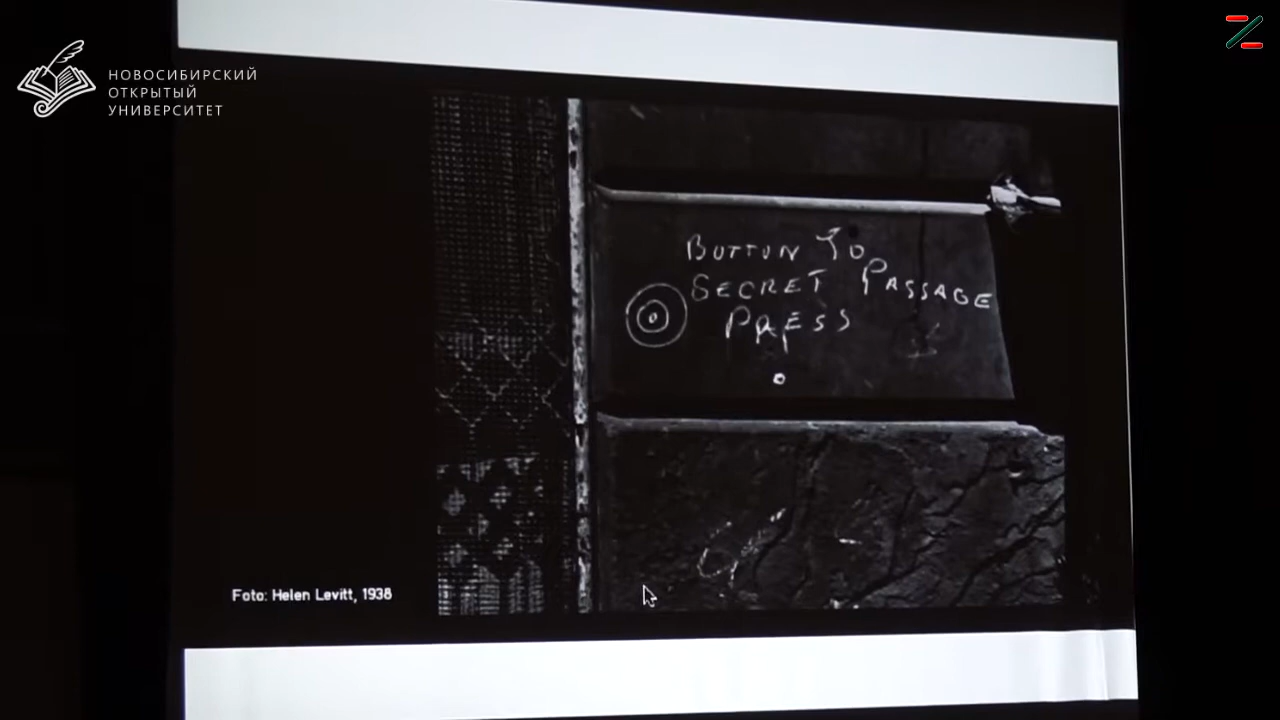 НОВОСИБИРСКИЙ
ОТКРЫТЫЙ
УНИВЕРСИТЕТ
BUTTON TO
SECRET PASSAGE
PRESS
Foto: Helen Levitt, 1938